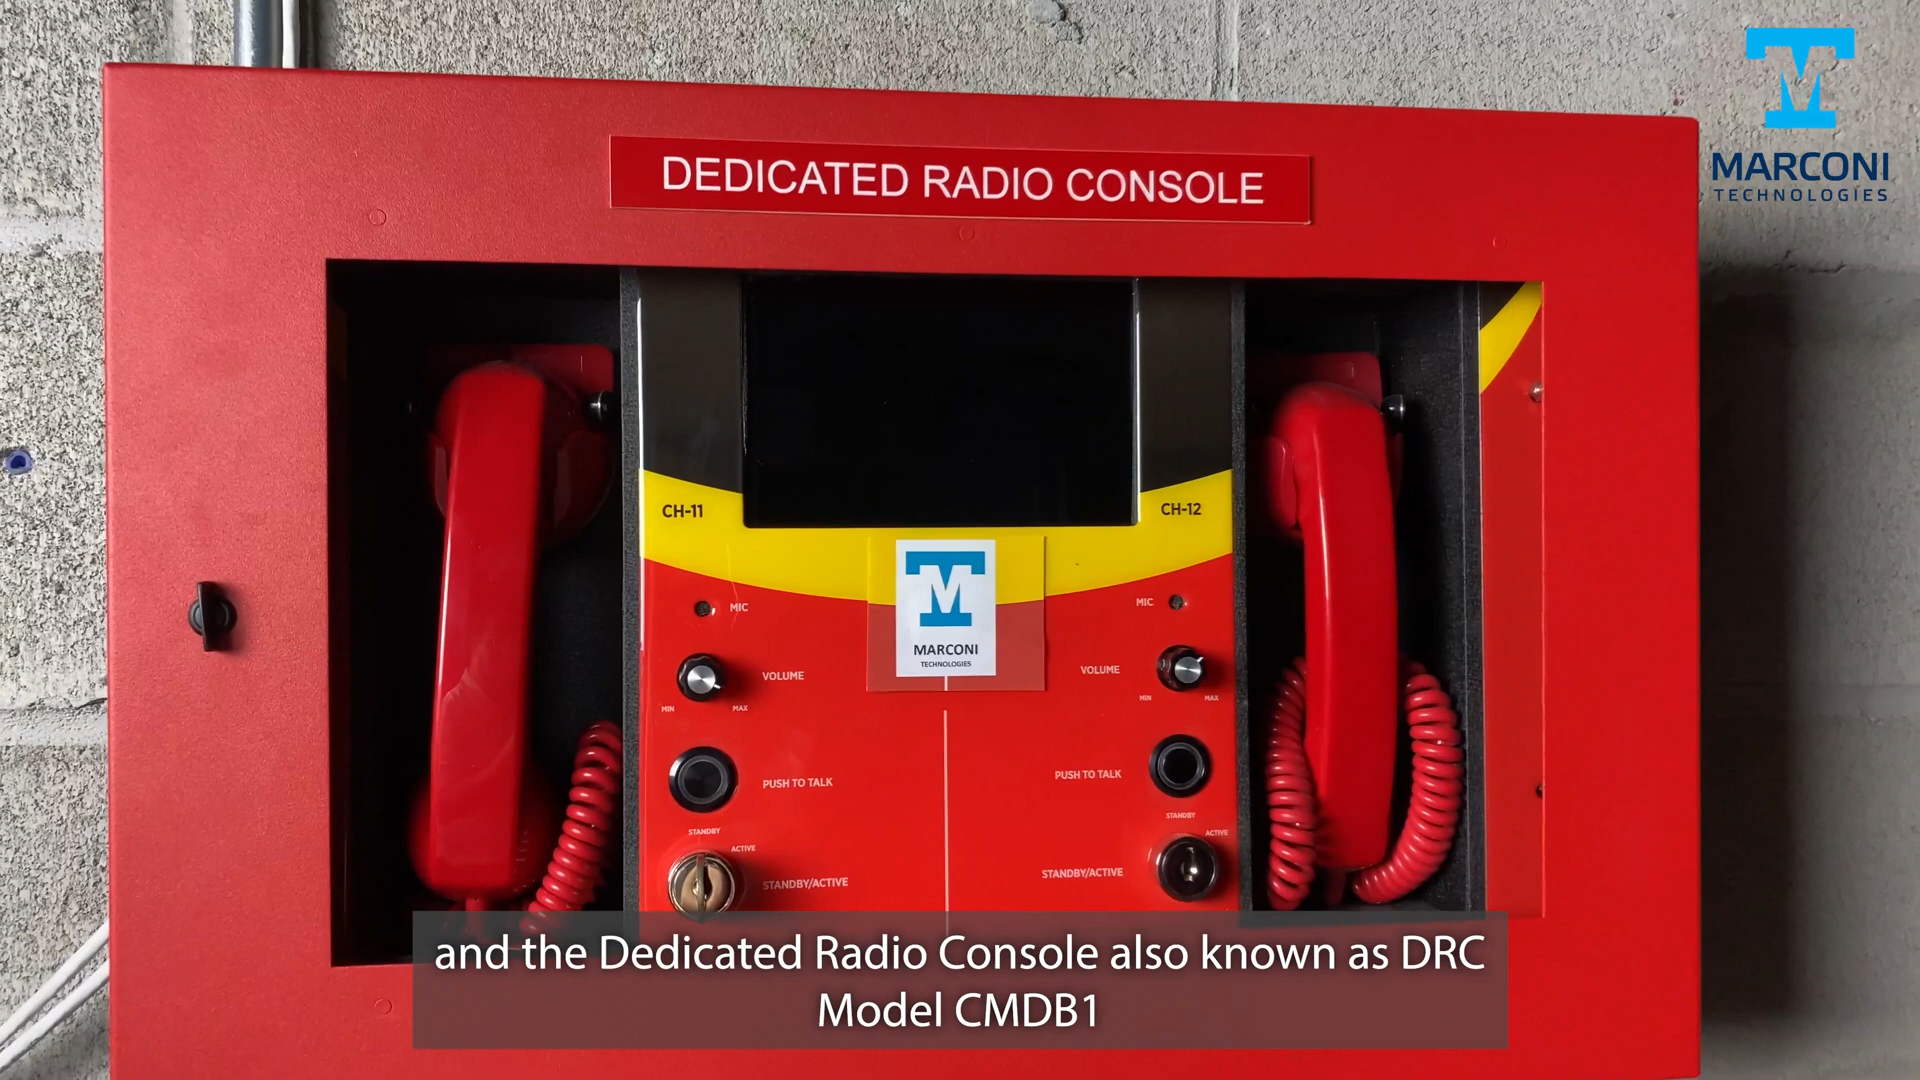 MARCONI
TECHNOLOGIES
DEDICATED RADIO CONSOLE
CH-11
CH-12
MIC
MIC
MARCONI
TECHNOLOGIES
VOLUME
VOLUME
MIN
MAX
MIN
MAX
PUSH TO TALK
PUSH TO TALK
STANDBY
ACTIVE
STANDBY
ACTIVE
STANDBY/ACTIVE
STANDBY/ACTIVE
and the Dedicated Radio Console also known as DRC
Model CMDB1